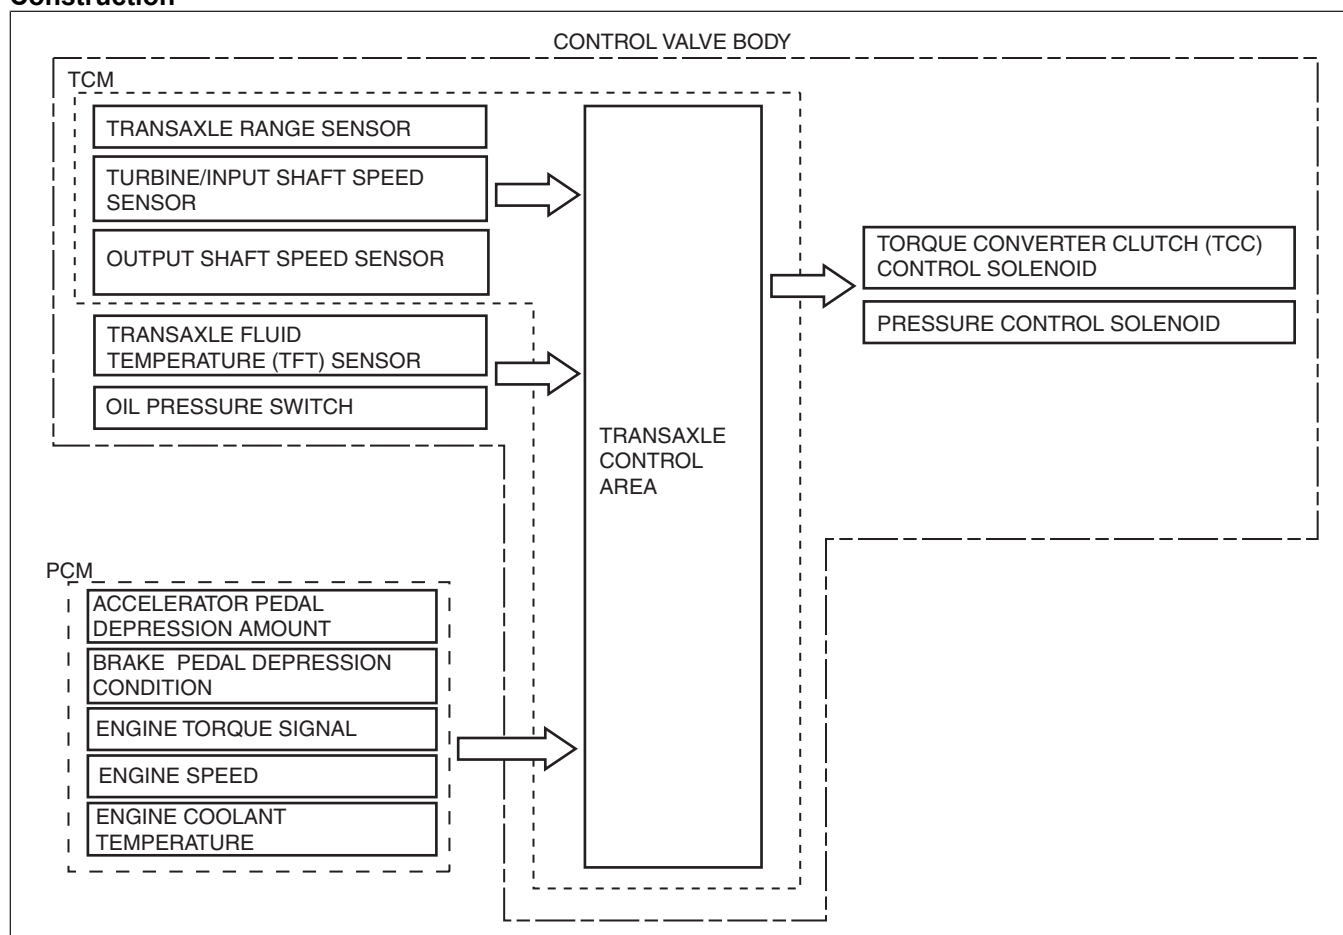 Construction
CONTROL VALVE BODY
TCM
TRANSAXLE RANGE SENSOR
TURBINE/INPUT SHAFT SPEED
SENSOR
OUTPUT SHAFT SPEED SENSOR
TRANSAXLE FLUID
TEMPERATURE (TFT) SENSOR
OIL PRESSURE SWITCH
TRANSAXLE
CONTROL
AREA
TORQUE CONVERTER CLUTCH (TCC)
CONTROL SOLENOID
PRESSURE CONTROL SOLENOID
PCM
ACCELERATOR PEDAL
DEPRESSION AMOUNT
BRAKE PEDAL DEPRESSION
CONDITION
ENGINE TORQUE SIGNAL
ENGINE SPEED
ENGINE COOLANT
TEMPERATURE